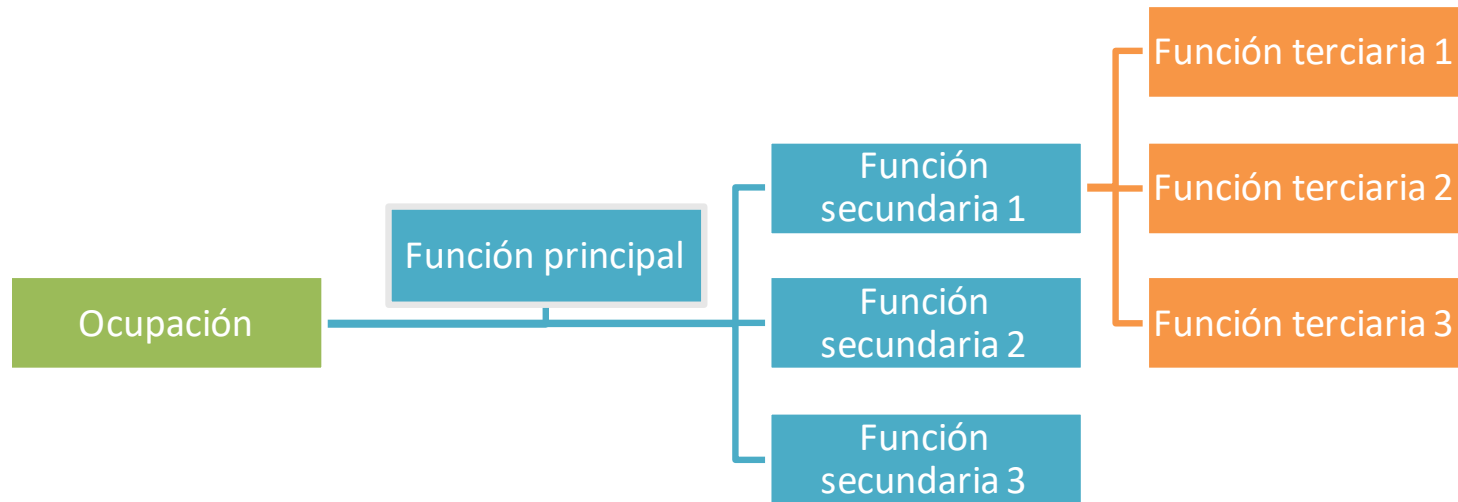 Ocupación
Función principal
Función
secundaria 1
Función
secundaria 2
Función
secundaria 3
Función terciaria 1
Función terciaria 2
Función terciaria 3